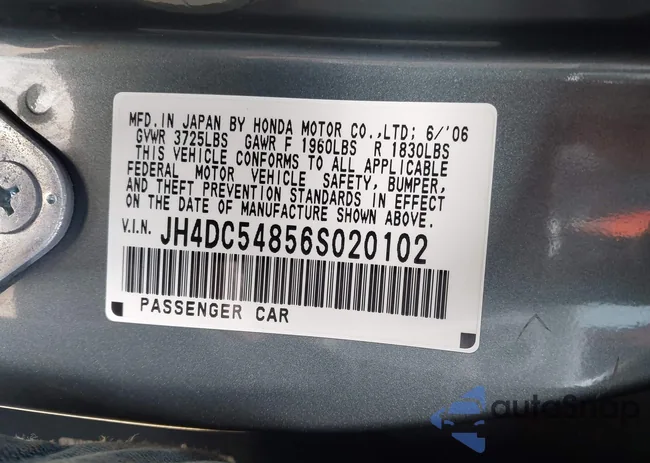 MFD.IN JAPAN BY HONDA MOTOR CO.,LTD; 6/'06
GVWR 3725LBS GAWR F 1960LBS R 1830LBS
THIS VEHICLE CONFORMS TO ALL APPLICABLE
FEDERAL MOTOR VEHICLE SAFETY, BUMPER,
AND THEFT PREVENTION STANDARDS IN EFFECT
ON THE DATE OF MANUFACTURE SHOWN ABOVE.
V.I.N. JH4DC54856S020102
PASSENGER CAR
autoSnap